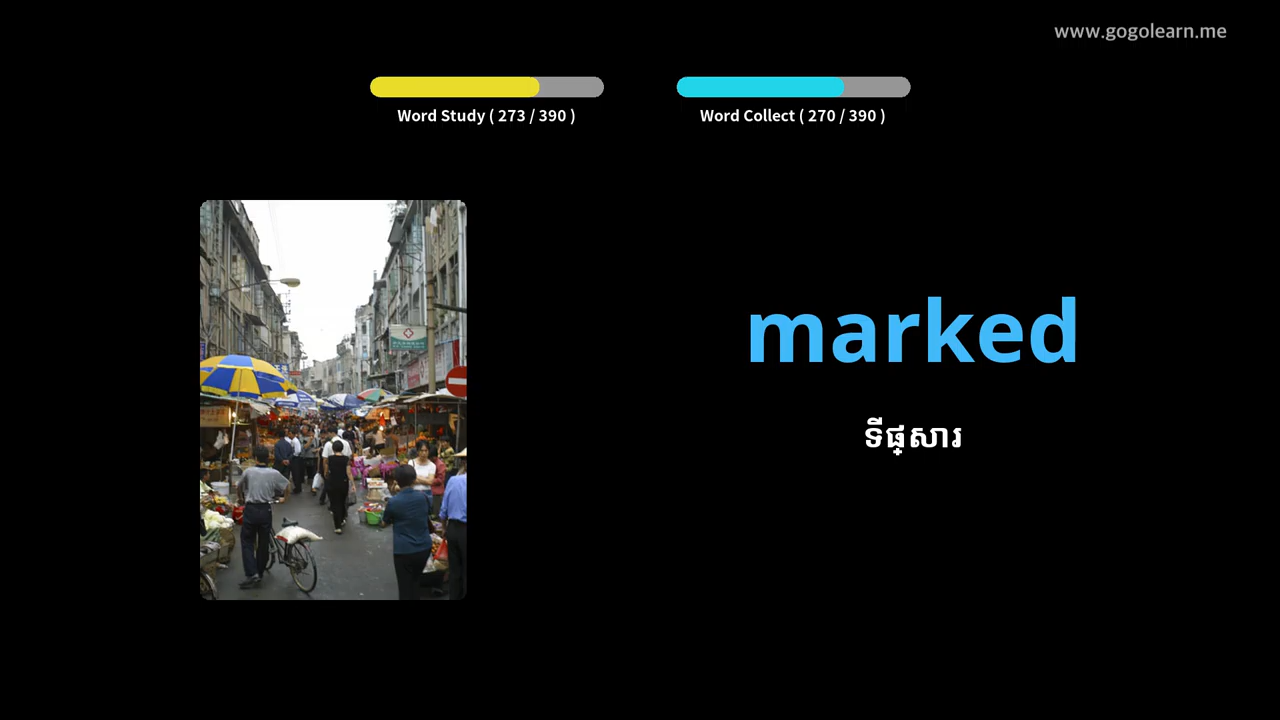 www.gogolearn.me
Word Study ( 273 / 390 )
Word Collect ( 270 / 390 )
marked
ទីផ្សារ